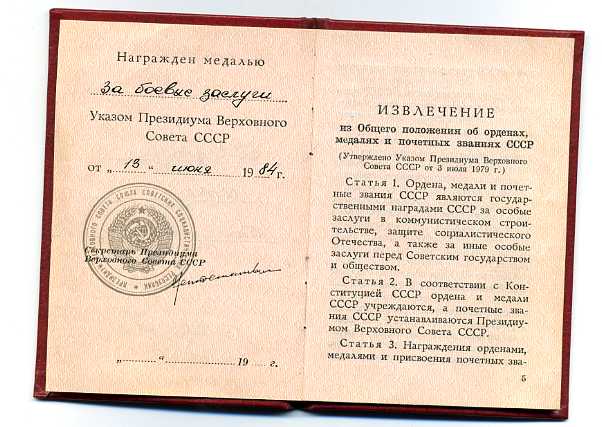 Награжден медалью
За боевые заслуги
Указом Президиума Верховного
Совета СССР
от „ 13 “ июня 1984 г.
Секретарь Президиума
Верховного Совета СССР
„......“ .................. 19..... г.
ИЗВЛЕЧЕНИЕ
из Общего положения об орденах,
медалях и почетных званиях СССР
(Утверждено Указом Президиума Верховного
Совета СССР от 3 июля 1979 г.)
Статья 1. Ордена, медали и почет-
ные звания СССР являются государ-
ственными наградами СССР за особые
заслуги в коммунистическом строи-
тельстве, защите социалистического
Отечества, а также за иные особые
заслуги перед Советским государством
и обществом.
Статья 2. В соответствии с Кон-
ституцией СССР ордена и медали
СССР учреждаются, а почетные зва-
ния СССР устанавливаются Президиу-
мом Верховного Совета СССР.
Статья 3. Награждения орденами,
медалями и присвоения почетных зва-
5